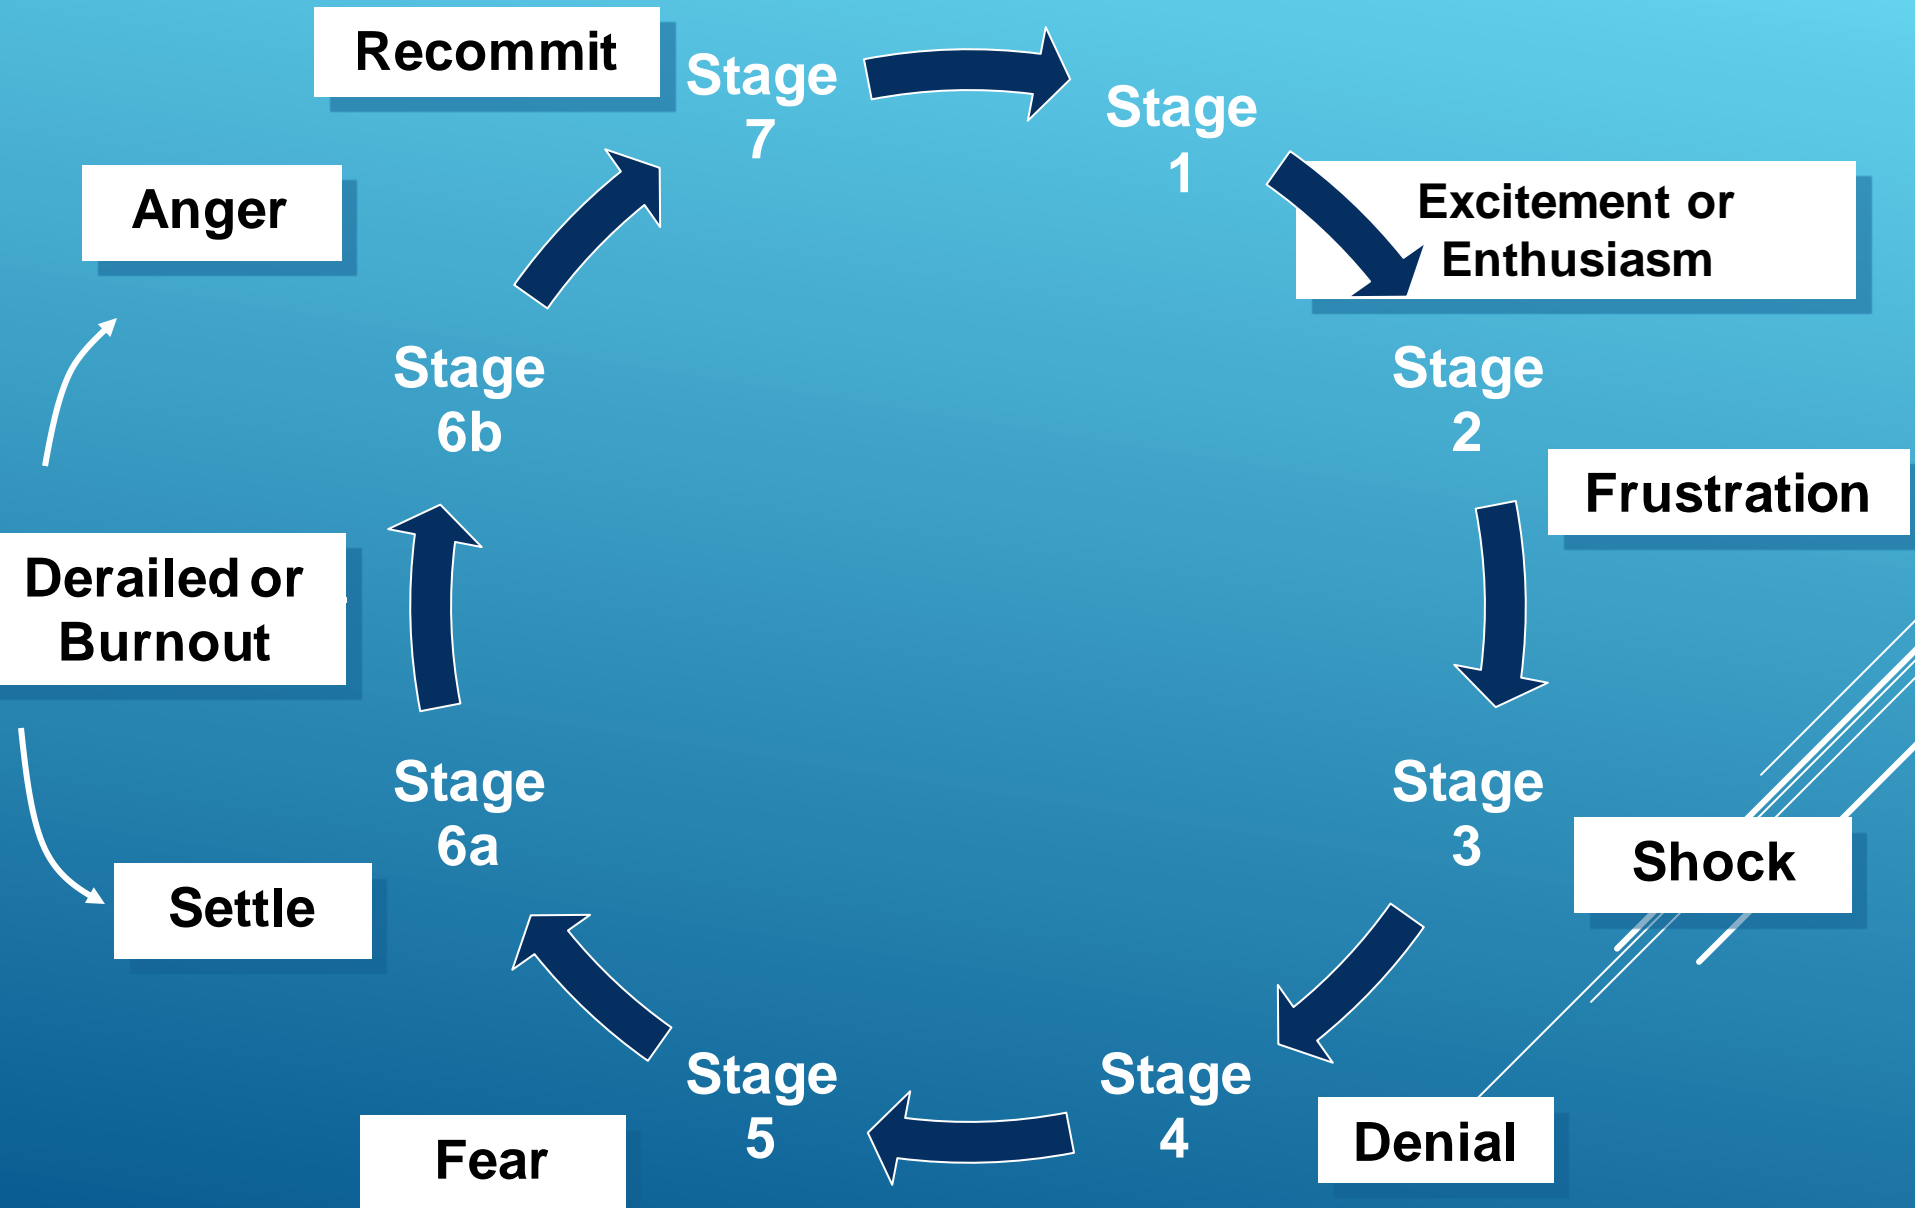 Recommit
Stage
7
Stage
1
Excitement or
Enthusiasm
Anger
Stage
6b
Stage
2
Frustration
Derailed or
Burnout
Stage
6a
Stage
3
Shock
Settle
Stage
5
Stage
4
Fear
Denial